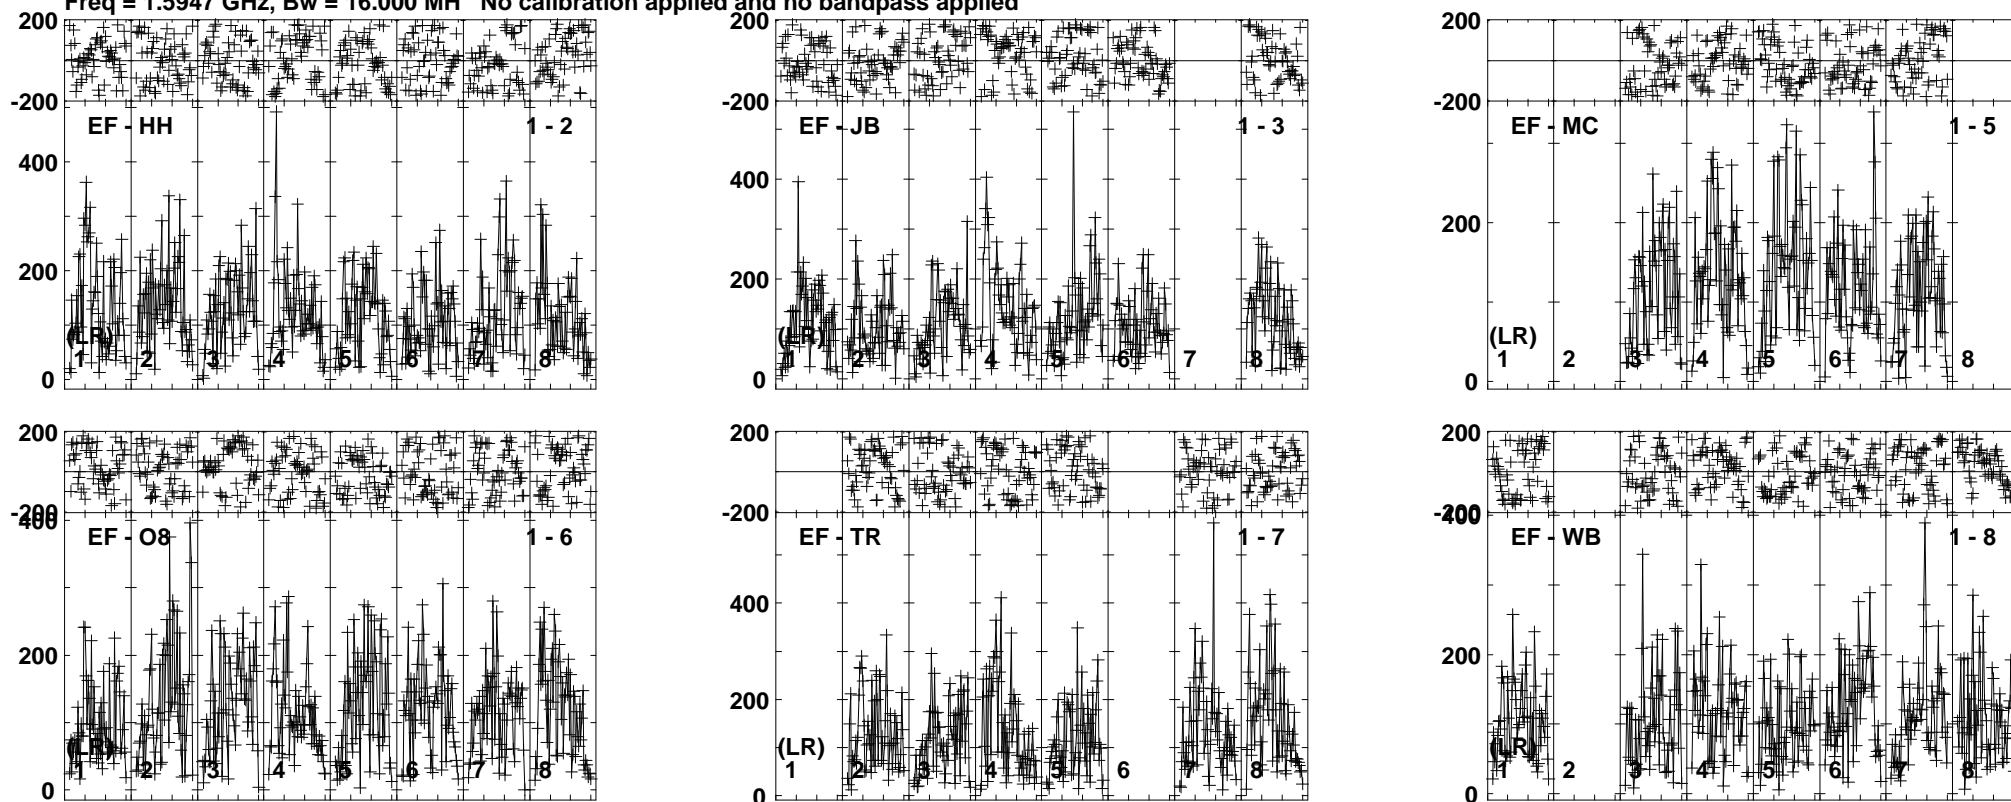 Freq = 1.5947 GHz, Bw = 16.000 MH No calibration applied and no bandpass applied
200
-200
EF - HH 1 - 2
400
200
(LR)
0
1 2 3 4 5 6 7 8
200
-200
EF - JB 1 - 3
400
200
(LR)
0
1 2 3 4 5 6 7 8
200
-200
EF - MC 1 - 5
200
(LR)
0
1 2 3 4 5 6 7 8
200
-200
400
EF - O8 1 - 6
200
(LR)
0
1 2 3 4 5 6 7 8
200
-200
EF - TR 1 - 7
400
200
(LR)
0
1 2 3 4 5 6 7 8
200
-200
400
EF - WB 1 - 8
200
(LR)
0
1 2 3 4 5 6 7 8